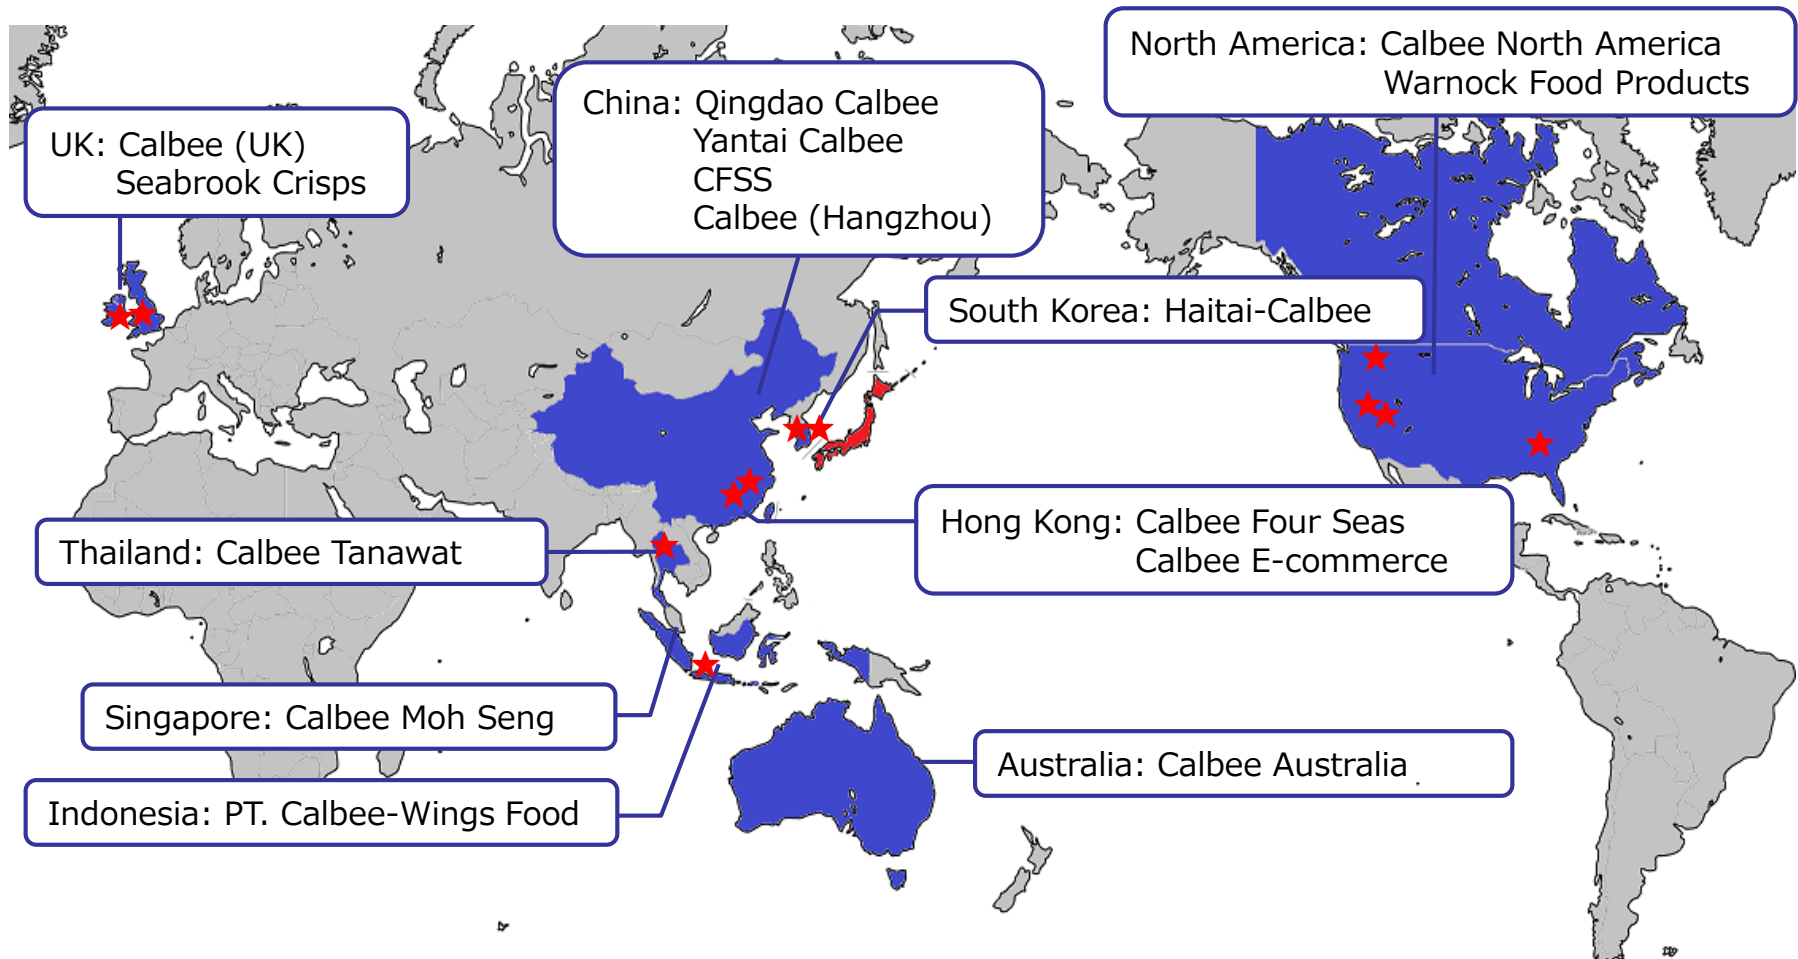 North America: Calbee North America
Warnock Food Products
China: Qingdao Calbee
Yantai Calbee
CFSS
Calbee (Hangzhou)
UK: Calbee (UK)
Seabrook Crisps
South Korea: Haitai-Calbee
Hong Kong: Calbee Four Seas
Calbee E-commerce
Thailand: Calbee Tanawat
Singapore: Calbee Moh Seng
Australia: Calbee Australia
Indonesia: PT. Calbee-Wings Food